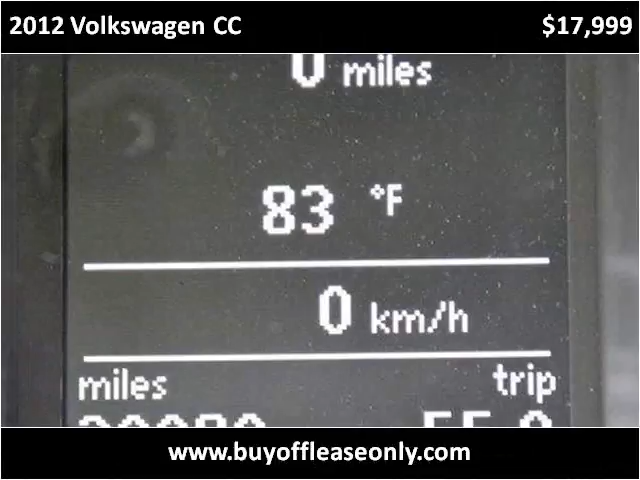 2012 Volkswagen CC $17,999
0 miles
83 °F
0 km/h
miles trip
www.buyoffleaseonly.com